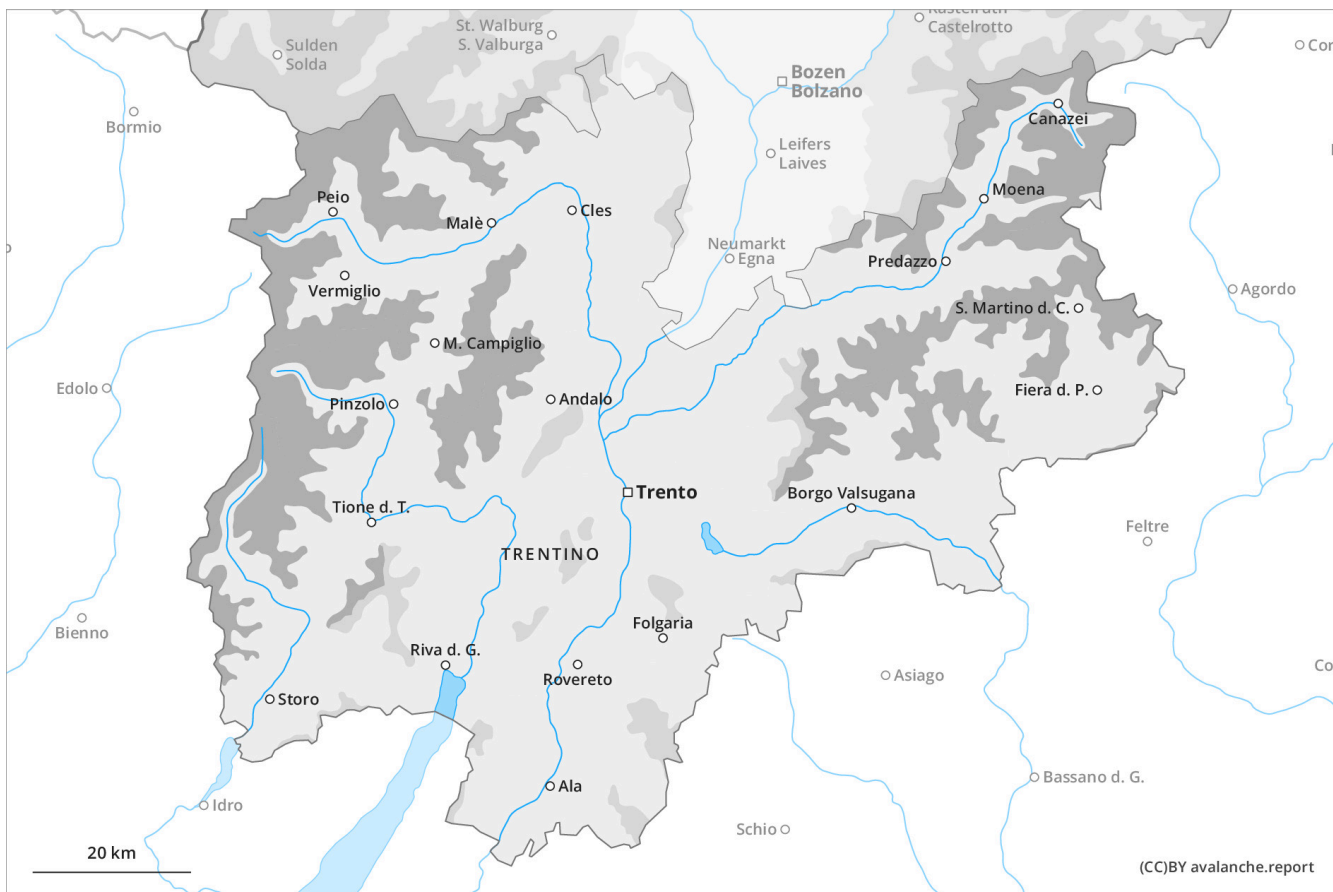 Kastelruth
Castelrotto
St. Walburg
S. Valburga
Sulden
Solda
Cor
Bozen
Bolzano
Bormio
Canazei
Leifers
Laives
Moena
Peio
Malè
Cles
Neumarkt
Egna
Predazzo
Vermiglio
Agordo
S. Martino d. C.
M. Campiglio
Edolo
Pinzolo
Andalo
Fiera d. P.
Trento
Borgo Valsugana
Tione d. T.
Feltre
TRENTINO
Bienno
Folgaria
Riva d. G.
Rovereto
Asiago
Co
Storo
Ala
Bassano d. G.
Idro
Schio
20 km
(CC)BY avalanche.report